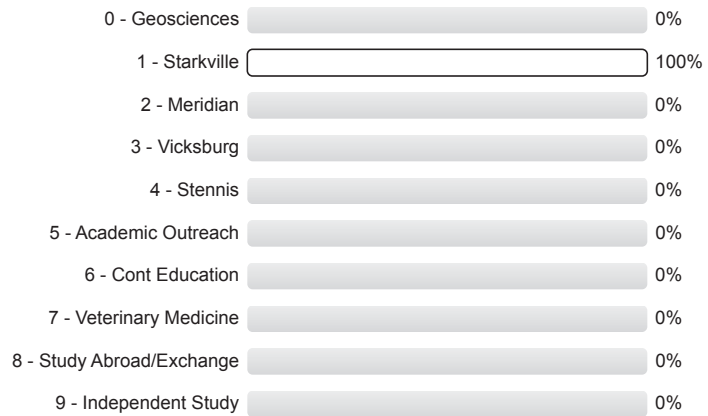 0 - Geosciences 0%
1 - Starkville 100%
2 - Meridian 0%
3 - Vicksburg 0%
4 - Stennis 0%
5 - Academic Outreach 0%
6 - Cont Education 0%
7 - Veterinary Medicine 0%
8 - Study Abroad/Exchange 0%
9 - Independent Study 0%